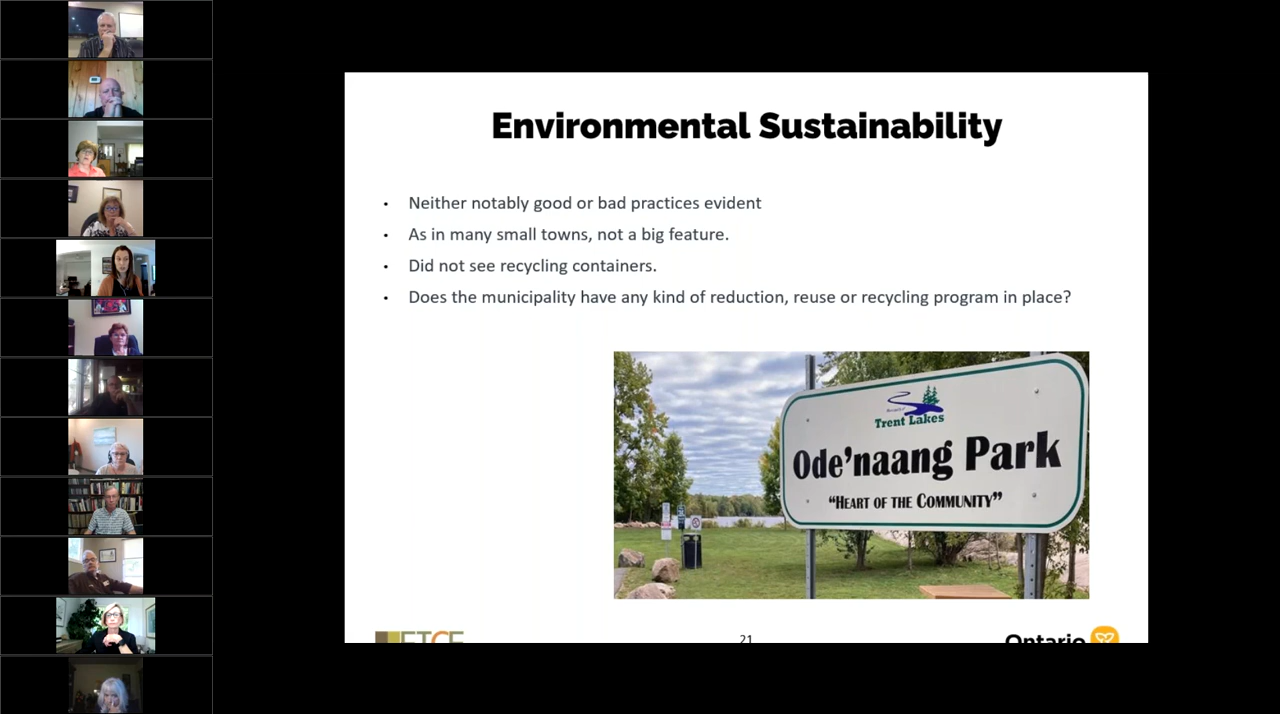 Environmental Sustainability
• Neither notably good or bad practices evident
• As in many small towns, not a big feature.
• Did not see recycling containers.
• Does the municipality have any kind of reduction, reuse or recycling program in place?
Trent Lakes
Ode'naang Park
“HEART OF THE COMMUNITY”
21
Ontario